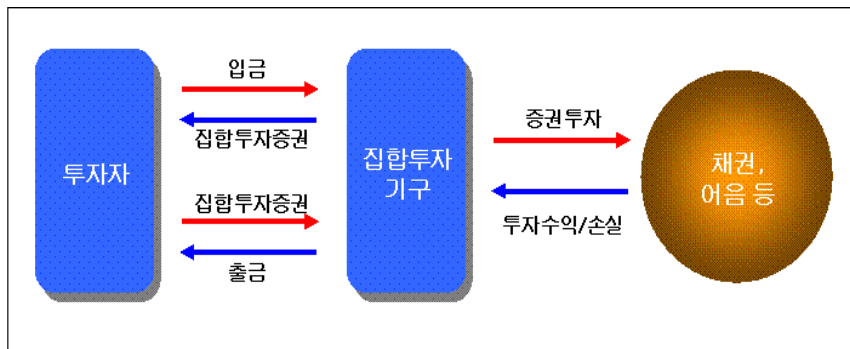 입금
집합투자증권
투자자
집합투자증권
출금
집합투자
기구
증권투자
투자수익/손실
채권,
어음 등